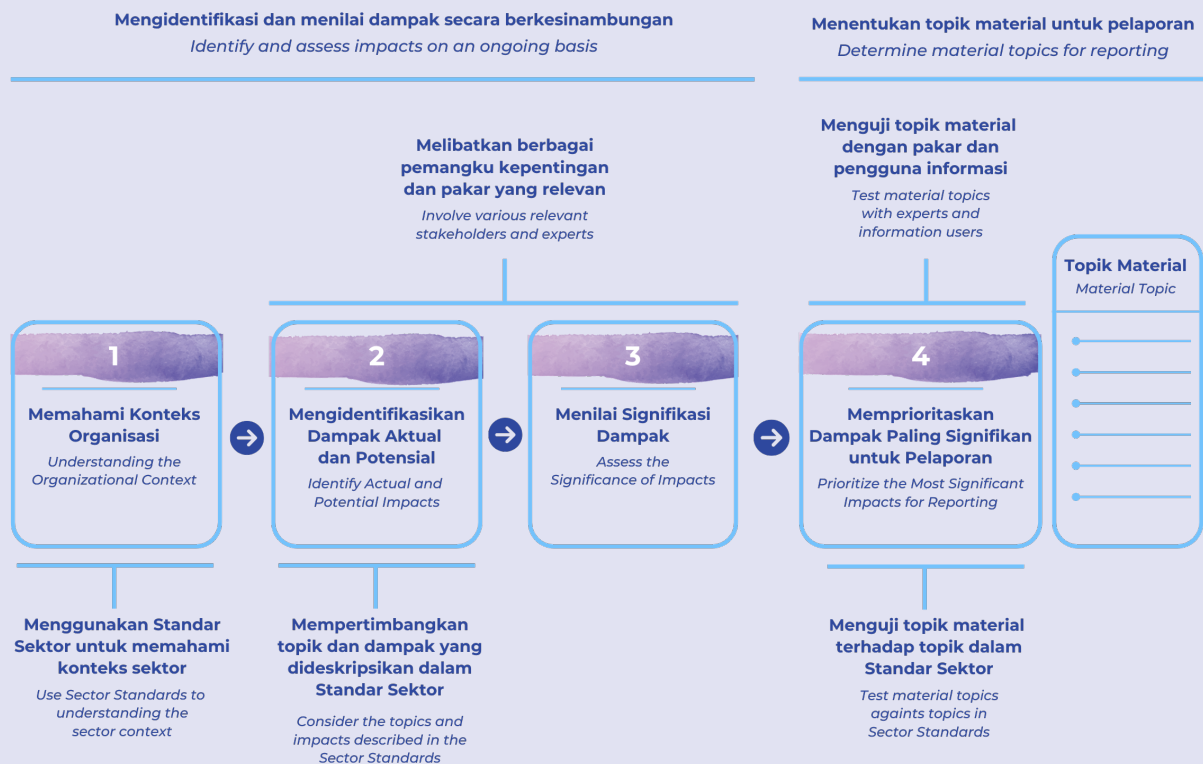 Mengidentifikasi dan menilai dampak secara berkesinambungan
Identify and assess impacts on an ongoing basis
Menentukan topik material untuk pelaporan
Determine material topics for reporting
Melibatkan berbagai
pemangku kepentingan
dan pakar yang relevan
Involve various relevant
stakeholders and experts
Menguji topik material
dengan pakar dan
pengguna informasi
Test material topics
with experts and
information users
1
Memahami Konteks
Organisasi
Understanding the
Organizational Context
2
Mengidentifikasikan
Dampak Aktual
dan Potensial
Identify Actual and
Potential Impacts
3
Menilai Signifikasi
Dampak
Assess the
Significance of Impacts
4
Memprioritaskan
Dampak Paling Signifikan
untuk Pelaporan
Prioritize the Most Significant
Impacts for Reporting
Topik Material
Material Topic
Menggunakan Standar
Sektor untuk memahami
konteks sektor
Use Sector Standards to
understanding the
sector context
Mempertimbangkan
topik dan dampak yang
dideskripsikan dalam
Standar Sektor
Consider the topics and
impacts described in the
Sector Standards
Menguji topik material
terhadap topik dalam
Standar Sektor
Test material topics
againts topics in
Sector Standards